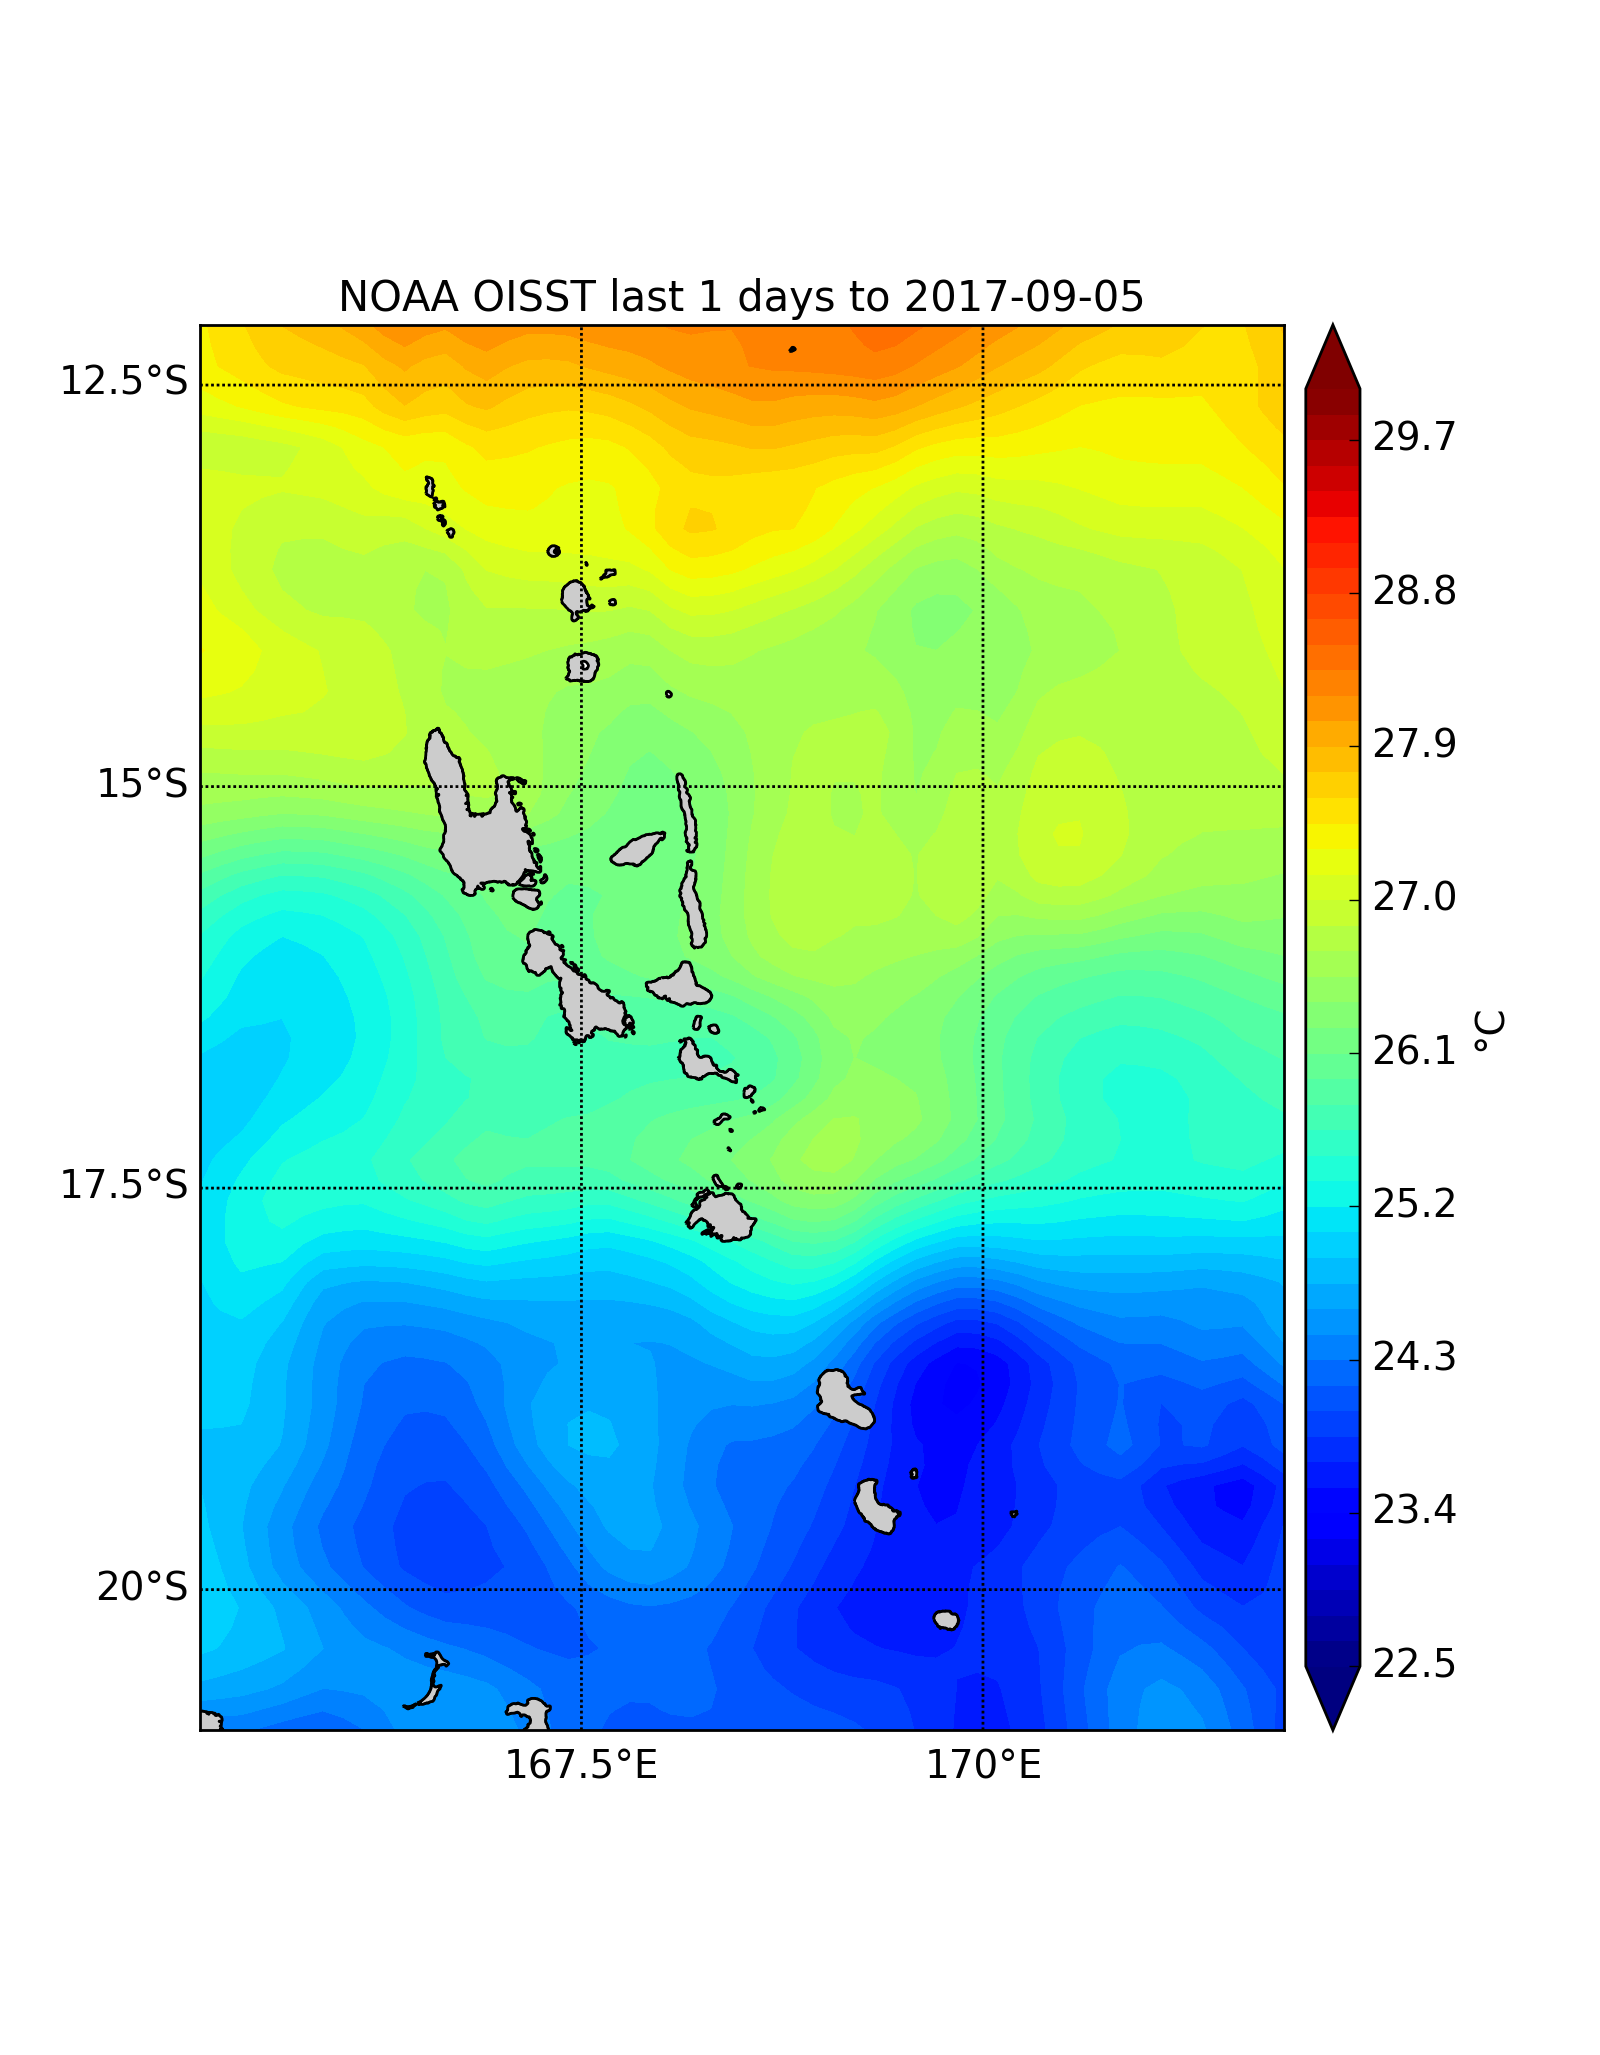 NOAA OISST last 1 days to 2017-09-05
12.5°S
15°S
17.5°S
20°S
167.5°E
170°E
29.7
28.8
27.9
27.0
26.1
25.2
24.3
23.4
22.5
°C